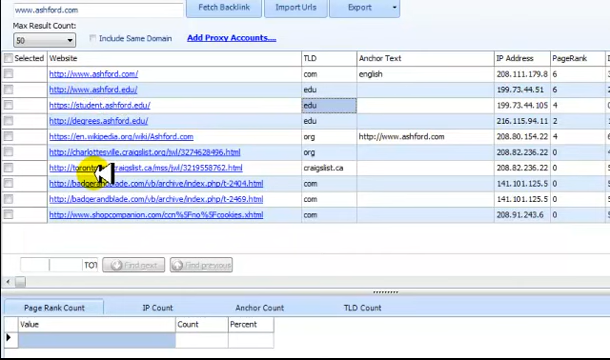 www.ashford.com/ Fetch Backlink Import Urls Export
Max Result Count:
50 Include Same Domain Add Proxy Accounts....
Selected Website TLD Anchor Text IP Address PageRank
http://www.ashford.com/ com english 208.111.179.8 6
http://www.ashford.edu/ edu 199.73.44.51 6
https://student.ashford.edu/ edu 199.73.44.105 4
http://degrees.ashford.edu/ edu 216.115.94.11 2
https://en.wikipedia.org/wiki/Ashford.com org http://www.ashford.com 208.80.154.22 4
http://charlottesville.craigslist.org/jwl/3274628496.html org 208.82.236.22 0
craigslist.ca/mss/jwl/3219558762.html craigslist.ca 208.82.236.22 0
http://badgerandblade.com/vb/archive/index.php/t-2404.html com 141.101.125.5 0
http://badgerandblade.com/vb/archive/index.php/t-2469.html com 141.101.125.5 0
http://www.shopcompanion.com/ccn%5Fno%5Fcookies.xhtml com 208.91.243.6 0
Find next Find previous
Page Rank Count IP Count Anchor Count TLD Count
Value Count Percent